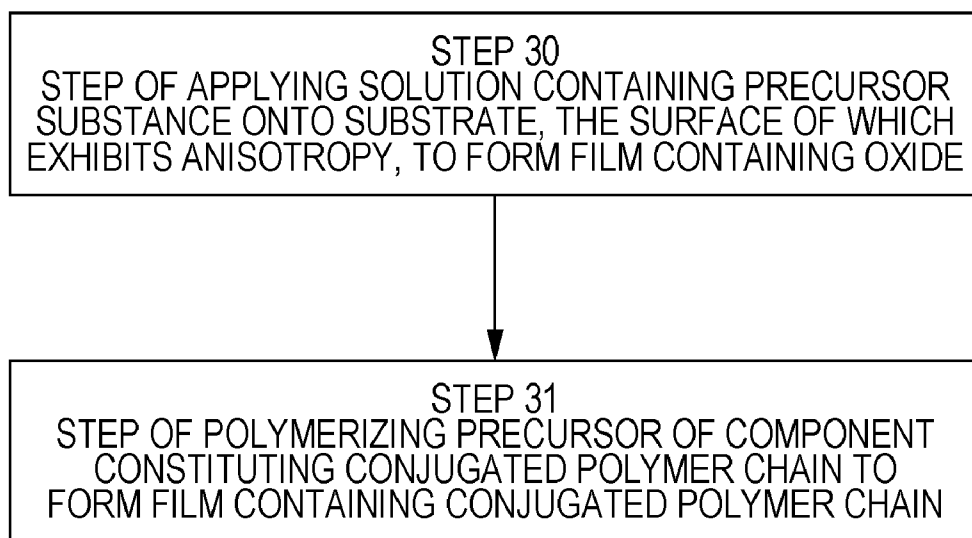 STEP 30
STEP OF APPLYING SOLUTION CONTAINING PRECURSOR
SUBSTANCE ONTO SUBSTRATE, THE SURFACE OF WHICH
EXHIBITS ANISOTROPY, TO FORM FILM CONTAINING OXIDE
STEP 31
STEP OF POLYMERIZING PRECURSOR OF COMPONENT
CONSTITUTING CONJUGATED POLYMER CHAIN TO
FORM FILM CONTAINING CONJUGATED POLYMER CHAIN